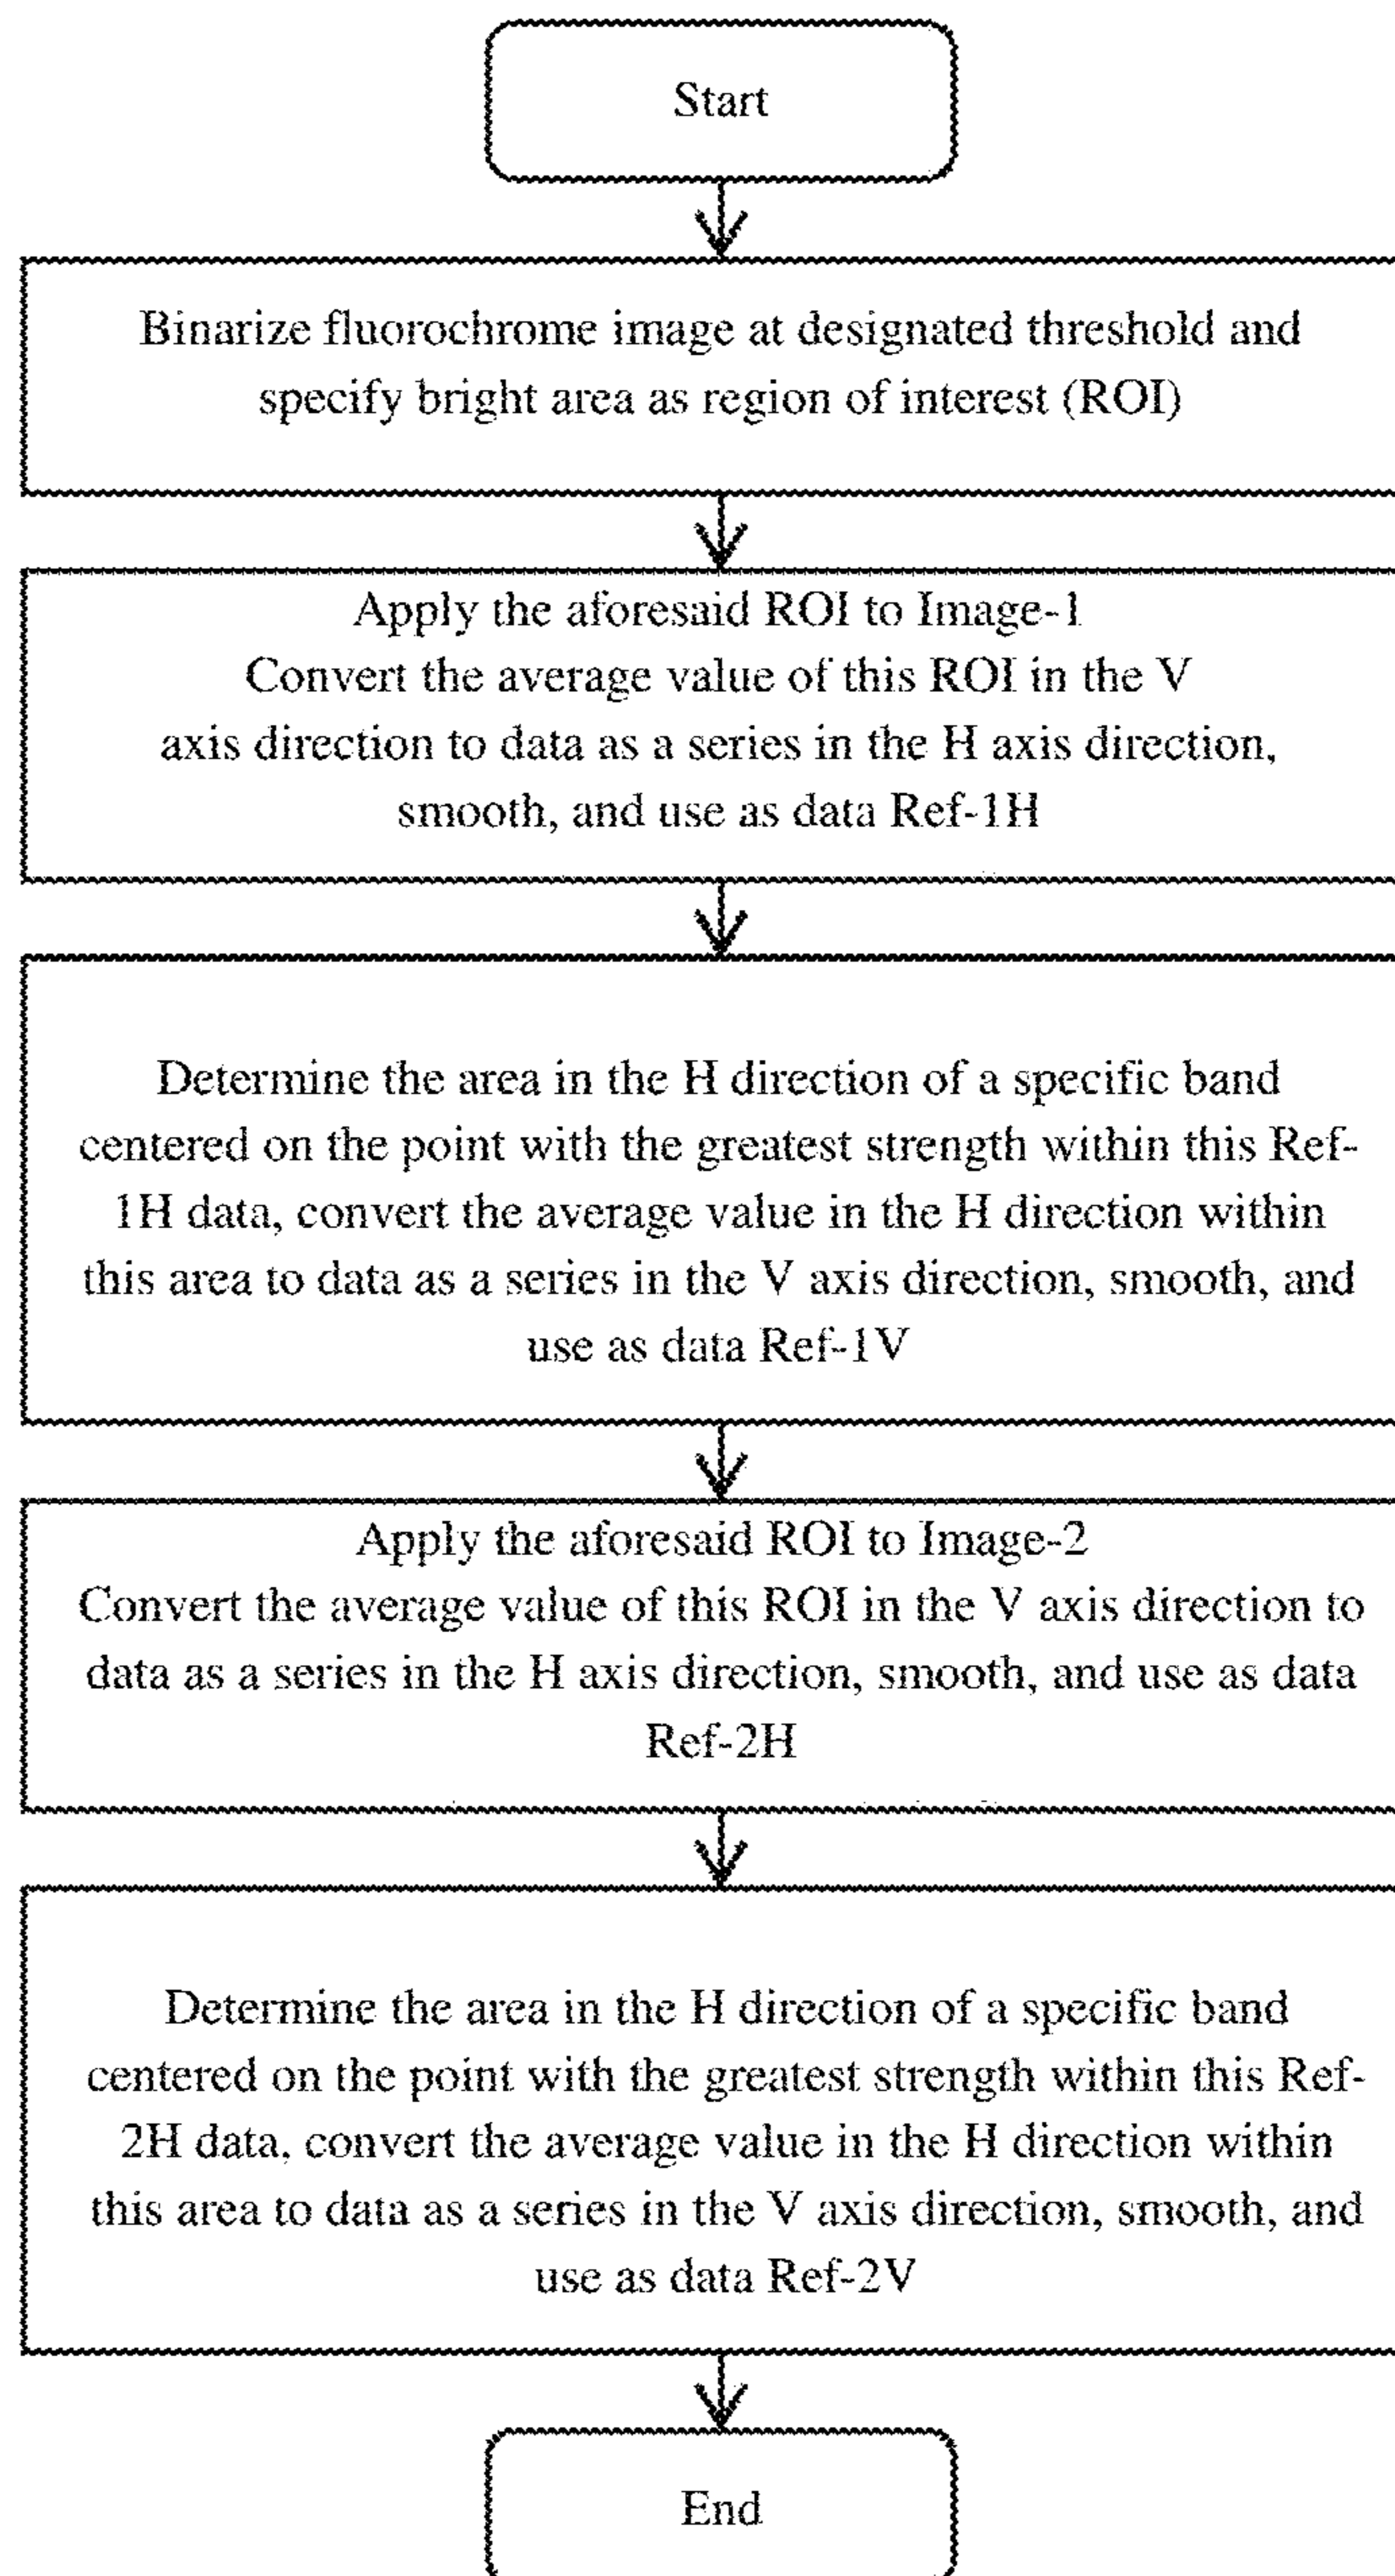 Start
Binarize fluorochrome image at designated threshold and
specify bright area as region of interest (ROI)
Apply the aforesaid ROI to Image-1
Convert the average value of this ROI in the V
axis direction to data as a series in the H axis direction,
smooth, and use as data Ref-1H
Determine the area in the H direction of a specific band
centered on the point with the greatest strength within this Ref-
1H data, convert the average value in the H direction within
this area to data as a series in the V axis direction, smooth, and
use as data Ref-1V
Apply the aforesaid ROI to Image-2
Convert the average value of this ROI in the V axis direction to
data as a series in the H axis direction, smooth, and use as data
Ref-2H
Determine the area in the H direction of a specific band
centered on the point with the greatest strength within this Ref-
2H data, convert the average value in the H direction within
this area to data as a series in the V axis direction, smooth, and
use as data Ref-2V
End